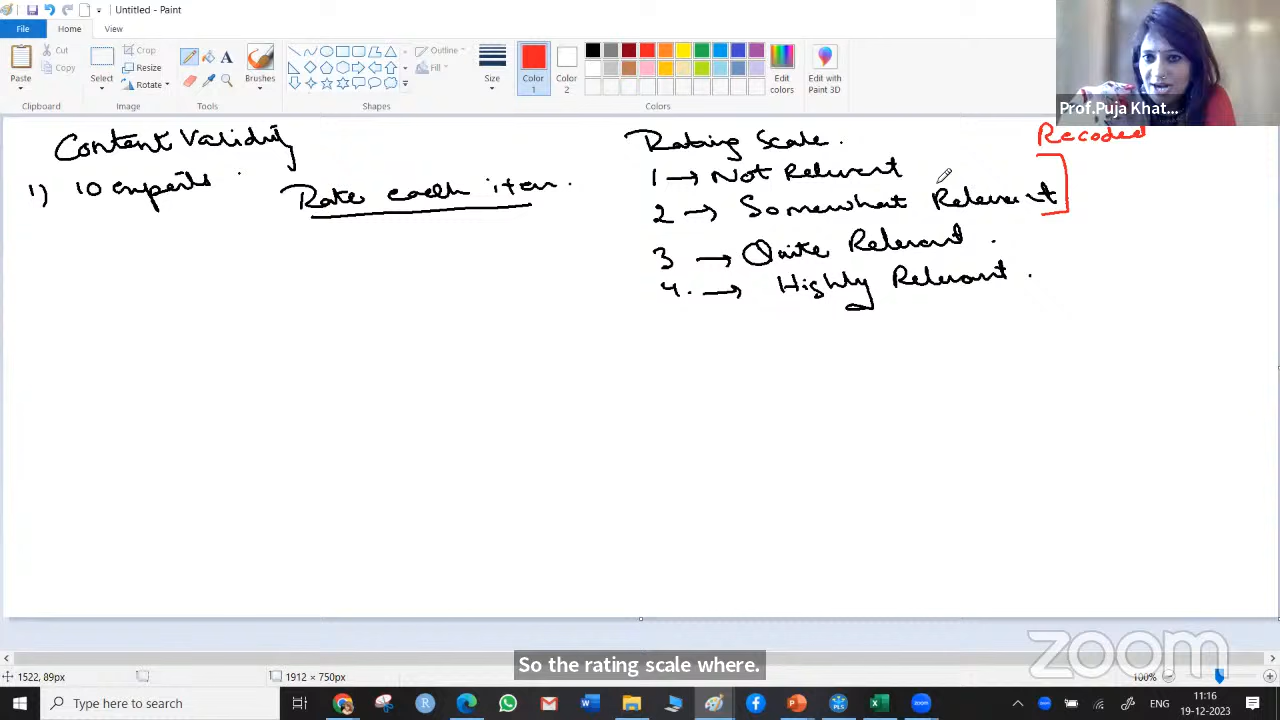 Untitled - Paint
File
Home
View
Paste
Cut
Copy
Clipboard
Select
Crop
Resize
Rotate
Image
Tools
Brushes
Shapes
Outline
Fill
Size
Color
1
Color
2
Colors
Edit
colors
Edit with
Paint 3D
Prof.Puja Khat...
Content Validity
1) 10 experts
Rate each item.
Rating Scale.
Recoded
1 → Not Relevant
2 → Somewhat Relevant
3 → Quite Relevant.
4. → Highly Relevant.
So the rating scale where.
zoom
1522, 89px
1912 × 750px
100%
Type here to search
ENG
11:16
19-12-2023